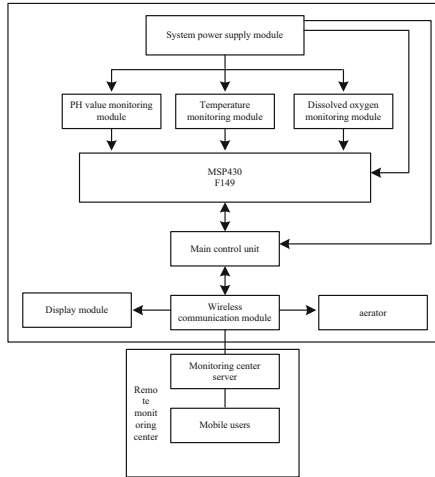 System power supply module
PH value monitoring
module
Temperature
monitoring module
Dissolved oxygen
monitoring module
MSP430
F149
Main control unit
Display module
Wireless
communication module
aerator
Remo
te
monit
oring
center
Monitoring center
server
Mobile users